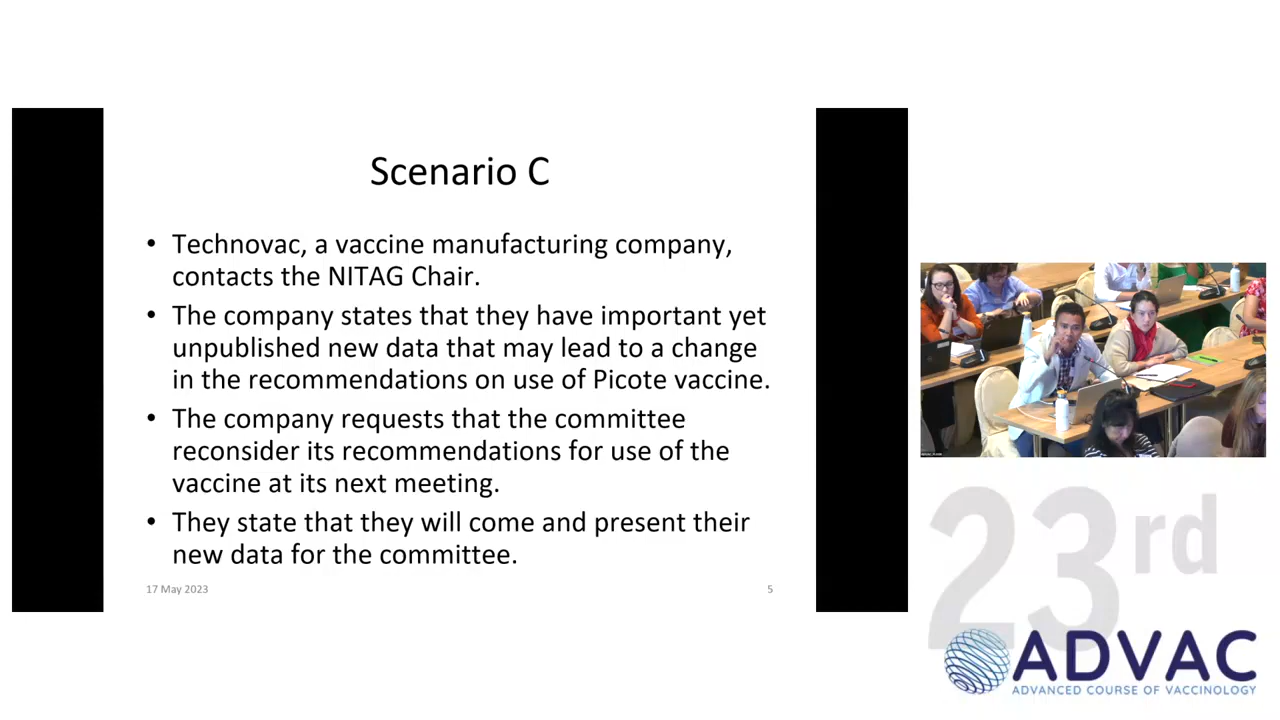 Scenario C
• Technovac, a vaccine manufacturing company,
contacts the NITAG Chair.
• The company states that they have important yet
unpublished new data that may lead to a change
in the recommendations on use of Picote vaccine.
• The company requests that the committee
reconsider its recommendations for use of the
vaccine at its next meeting.
• They state that they will come and present their
new data for the committee.
17 May 2023
5
23rd
ADVAC
ADVANCED COURSE OF VACCINOLOGY